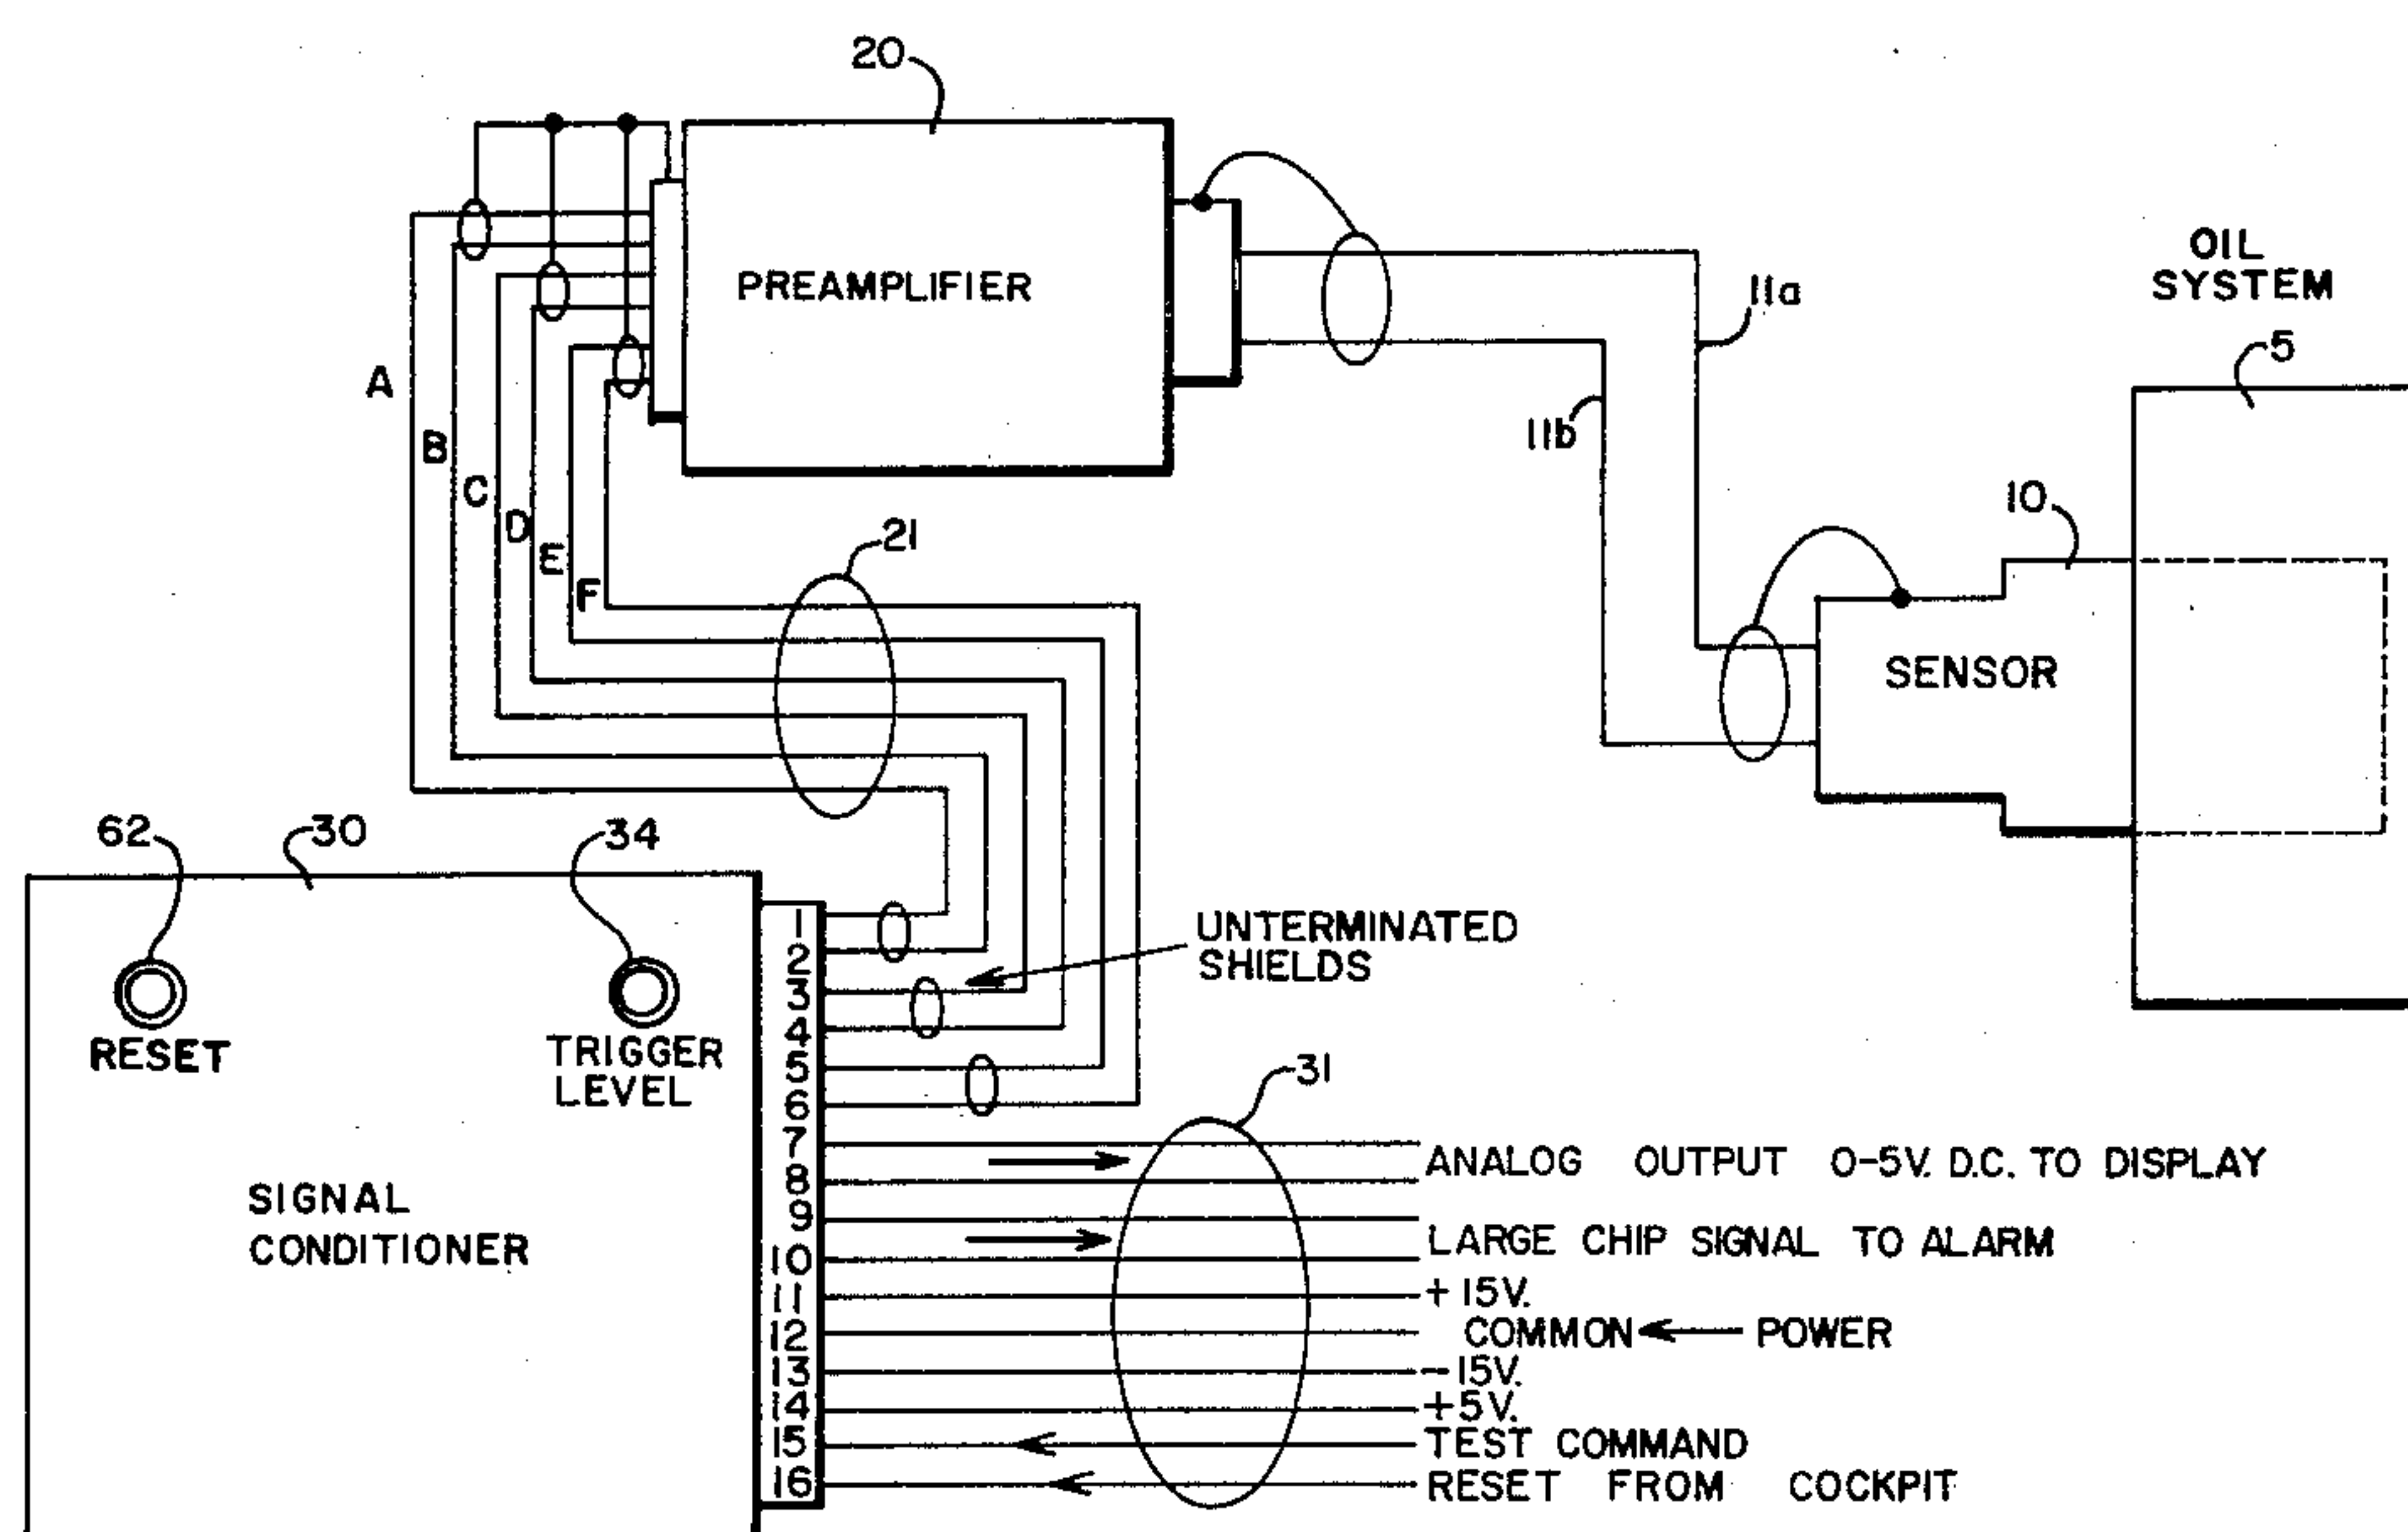 20
PREAMPLIFIER
11a
11b
OIL
SYSTEM
5
10
SENSOR
A
B
C
D
E
F
21
62
30
34
RESET
TRIGGER
LEVEL
SIGNAL
CONDITIONER
UNTERMINATED
SHIELDS
31
1
2
3
4
5
6
7
8
9
10
11
12
13
14
15
16
ANALOG OUTPUT 0-5V. D.C. TO DISPLAY
LARGE CHIP SIGNAL TO ALARM
+15V.
COMMON POWER
-15V.
+5V.
TEST COMMAND
RESET FROM COCKPIT